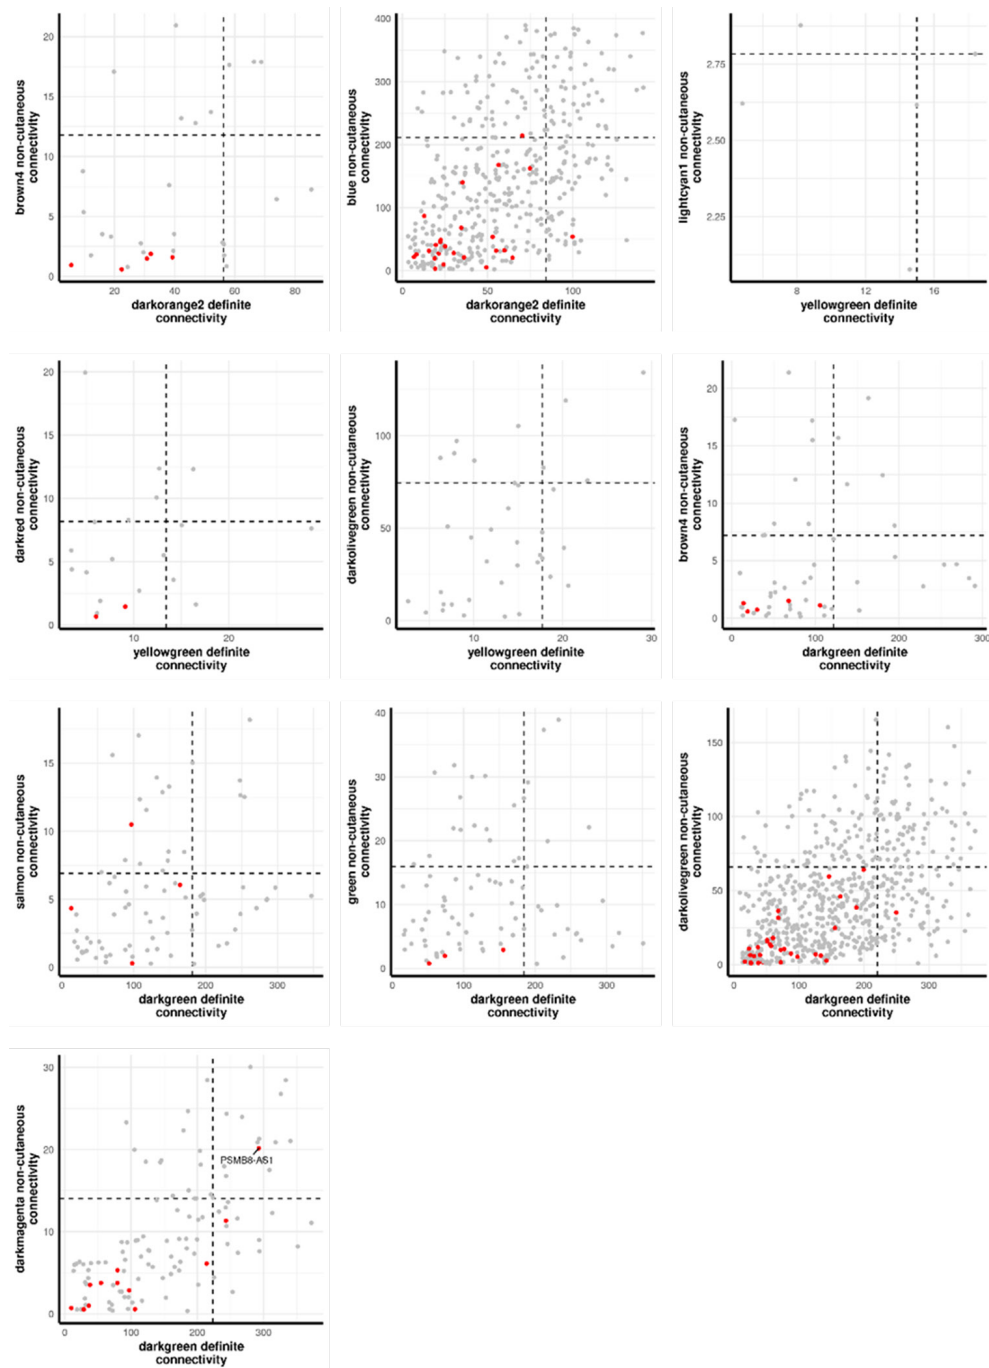 20
15
10
5
0
20
40
60
80
brown4 non-cutaneous
connectivity
darkorange2 definite
connectivity
400
300
200
100
0
0
50
100
blue non-cutaneous
connectivity
darkorange2 definite
connectivity
2.75
2.50
2.25
8
12
16
lightcyan1 non-cutaneous
connectivity
yellowgreen definite
connectivity
20
15
10
5
0
10
20
darkred non-cutaneous
connectivity
yellowgreen definite
connectivity
100
50
0
10
20
30
darkolivegreen non-cutaneous
connectivity
yellowgreen definite
connectivity
20
15
10
5
0
0
100
200
300
brown4 non-cutaneous
connectivity
darkgreen definite
connectivity
15
10
5
0
0
100
200
300
salmon non-cutaneous
connectivity
darkgreen definite
connectivity
40
30
20
10
0
100
200
300
green non-cutaneous
connectivity
darkgreen definite
connectivity
150
100
50
0
0
100
200
300
darkolivegreen non-cutaneous
connectivity
darkgreen definite
connectivity
30
20
10
0
0
100
200
300
PSMB8-AS1
darkmagenta non-cutaneous
connectivity
darkgreen definite
connectivity